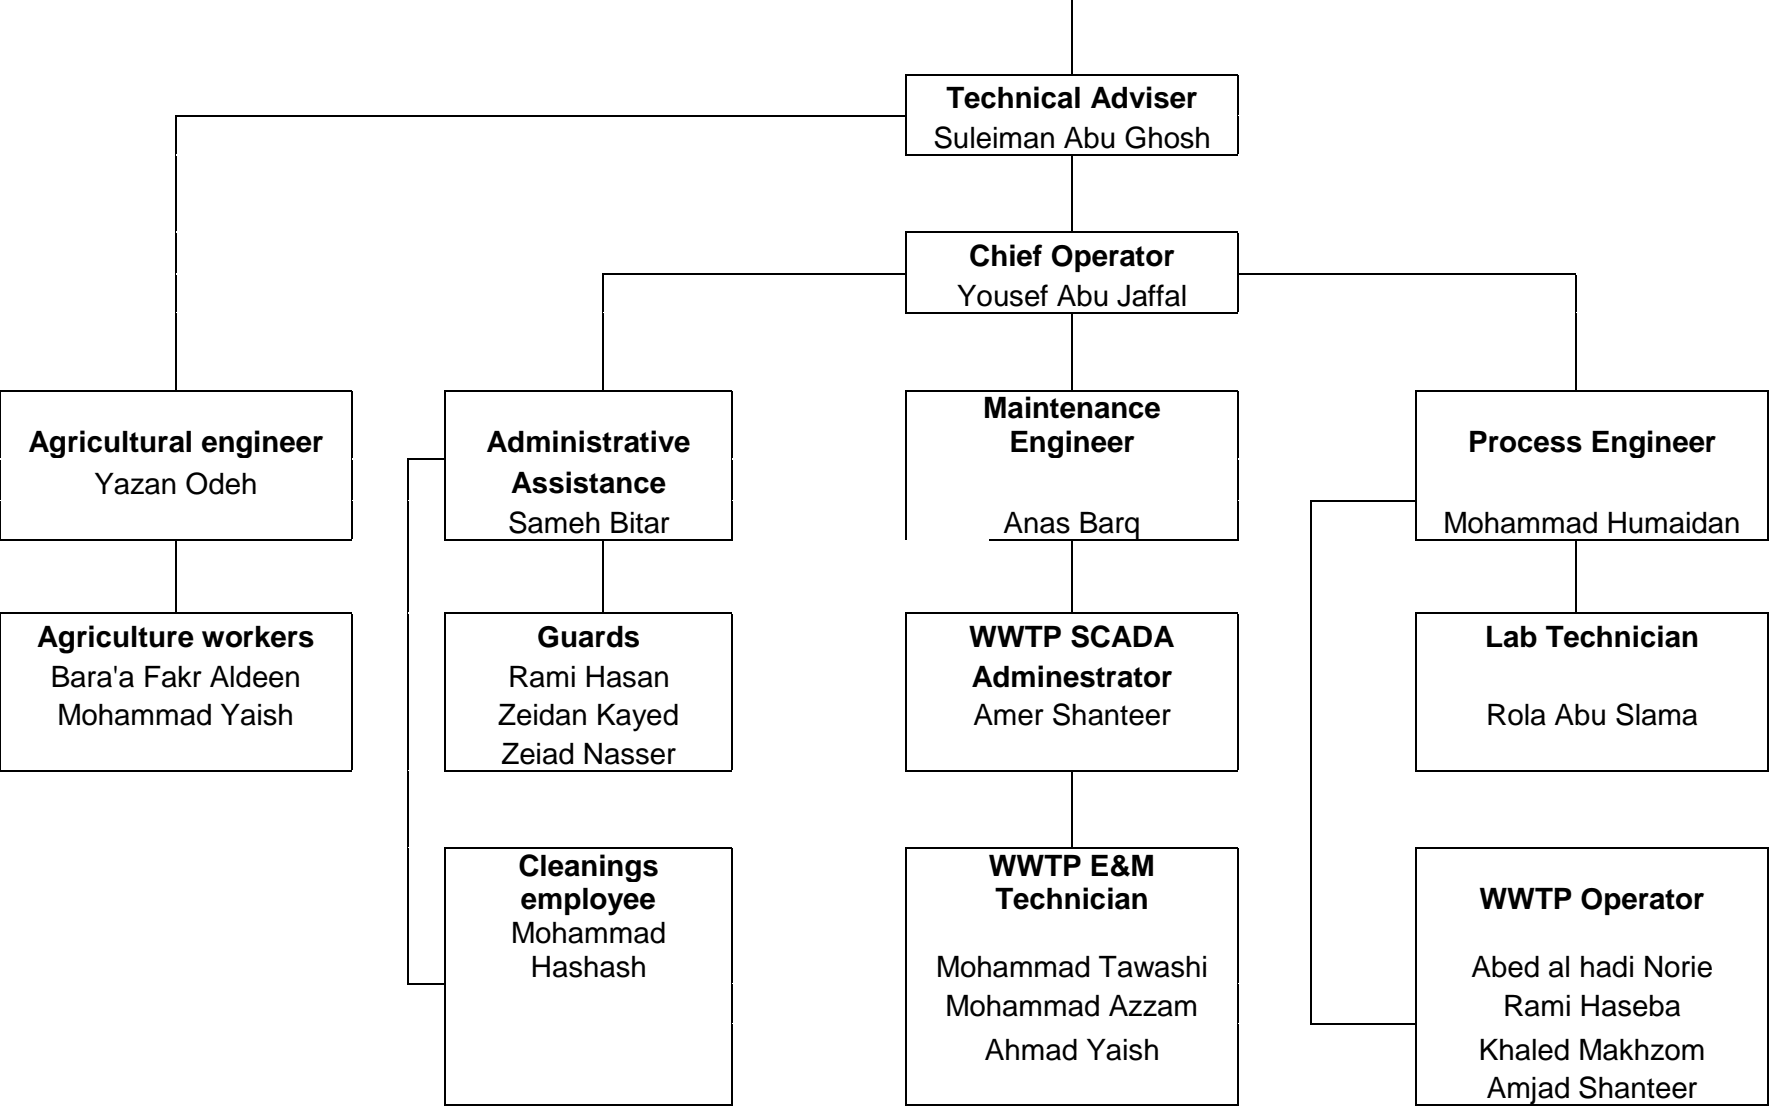 Technical Adviser
Suleiman Abu Ghosh
Chief Operator
Yousef Abu Jaffal
Agricultural engineer
Yazan Odeh
Administrative
Assistance
Sameh Bitar
Maintenance
Engineer
Anas Barq
Process Engineer
Mohammad Humaidan
Agriculture workers
Bara'a Fakr Aldeen
Mohammad Yaish
Guards
Rami Hasan
Zeidan Kayed
Zeiad Nasser
WWTP SCADA
Adminestrator
Amer Shanteer
Lab Technician
Rola Abu Slama
Cleanings
employee
Mohammad
Hashash
WWTP E&M
Technician
Mohammad Tawashi
Mohammad Azzam
Ahmad Yaish
WWTP Operator
Abed al hadi Norie
Rami Haseba
Khaled Makhzom
Amjad Shanteer